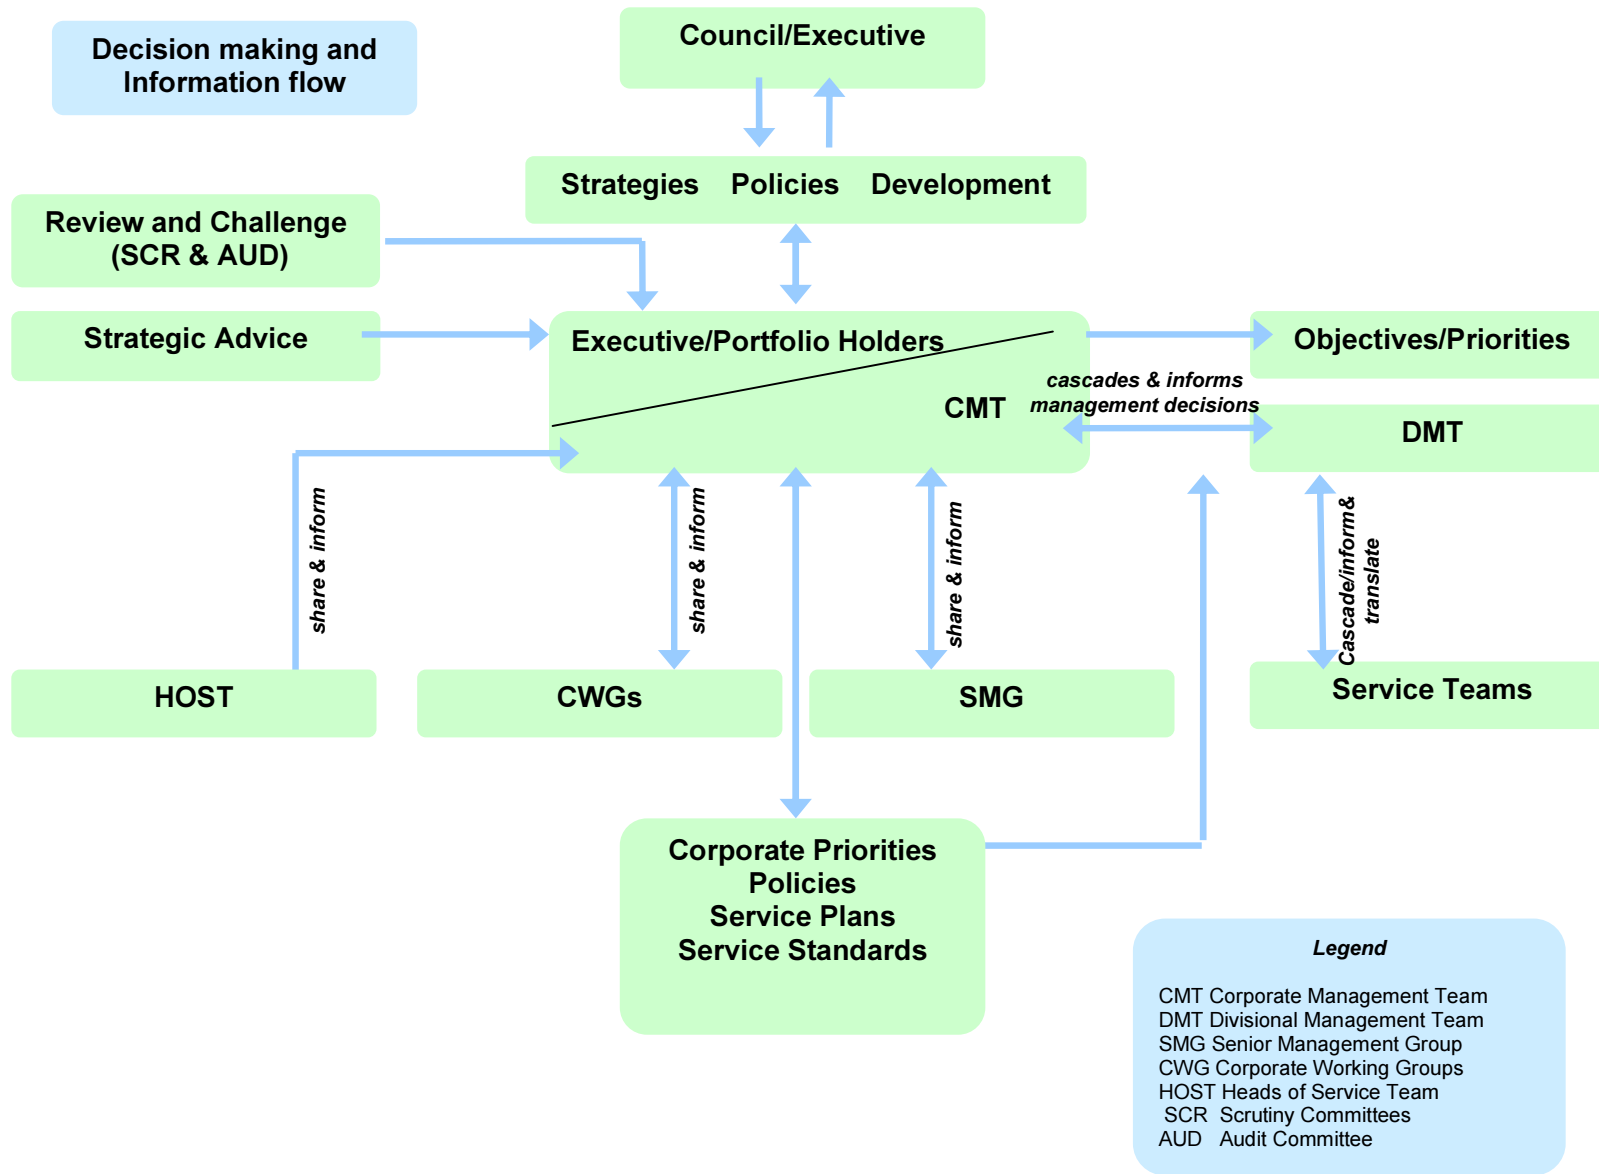 Decision making and
Information flow
Council/Executive
Strategies Policies Development
Review and Challenge
(SCR & AUD)
Strategic Advice
Executive/Portfolio Holders
CMT
Objectives/Priorities
cascades & informs
management decisions
DMT
share & inform
share & inform
share & inform
Cascade/inform&
translate
HOST
CWGs
SMG
Service Teams
Corporate Priorities
Policies
Service Plans
Service Standards
Legend
CMT Corporate Management Team
DMT Divisional Management Team
SMG Senior Management Group
CWG Corporate Working Groups
HOST Heads of Service Team
SCR Scrutiny Committees
AUD Audit Committee